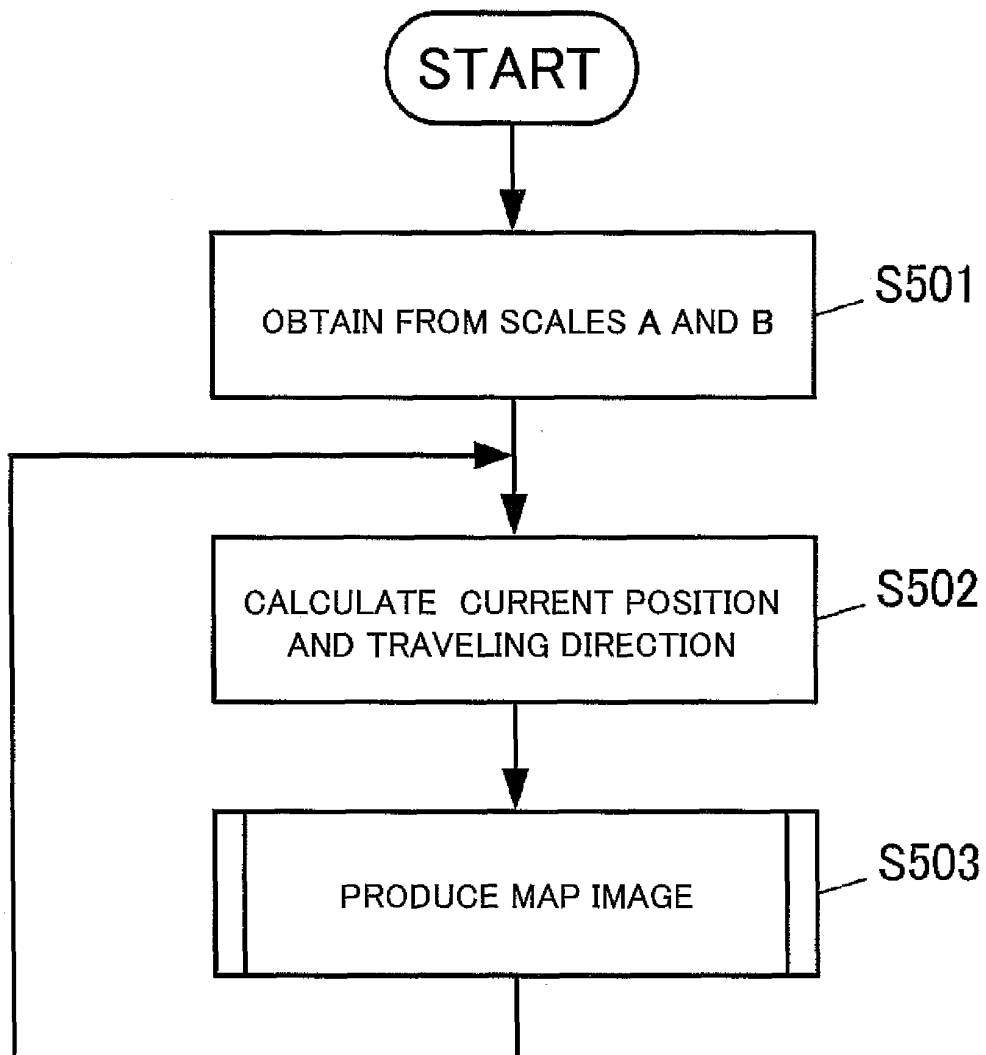 START
OBTAIN FROM SCALES A AND B
S501
CALCULATE CURRENT POSITION
AND TRAVELING DIRECTION
S502
PRODUCE MAP IMAGE
S503